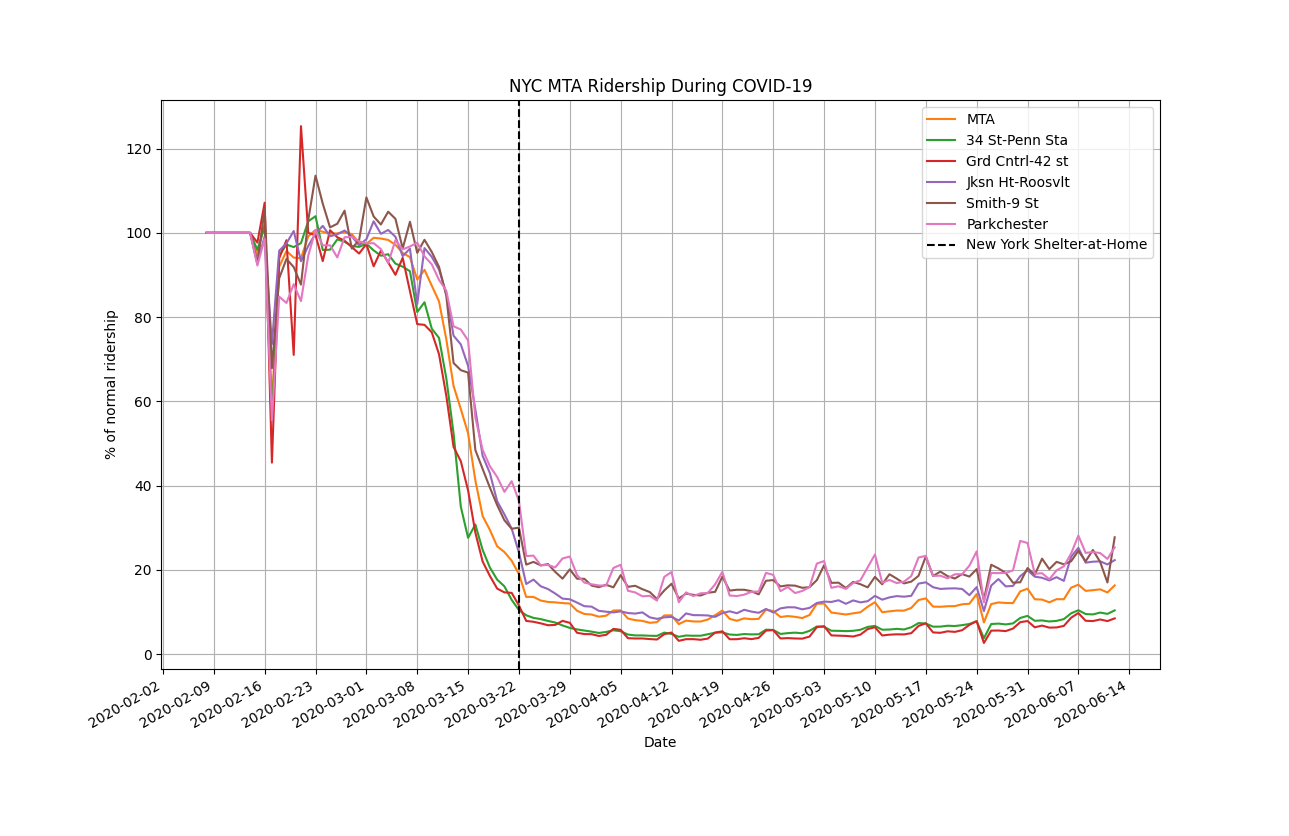 NYC MTA Ridership During COVID-19
MTA
34 St-Penn Sta
Grd Cntrl-42 st
Jksn Ht-Roosvlt
Smith-9 St
Parkchester
New York Shelter-at-Home
% of normal ridership
120
100
80
60
40
20
0
2020-02-02
2020-02-09
2020-02-16
2020-02-23
2020-03-01
2020-03-08
2020-03-15
2020-03-22
2020-03-29
2020-04-05
2020-04-12
2020-04-19
2020-04-26
2020-05-03
2020-05-10
2020-05-17
2020-05-24
2020-05-31
2020-06-07
2020-06-14
Date